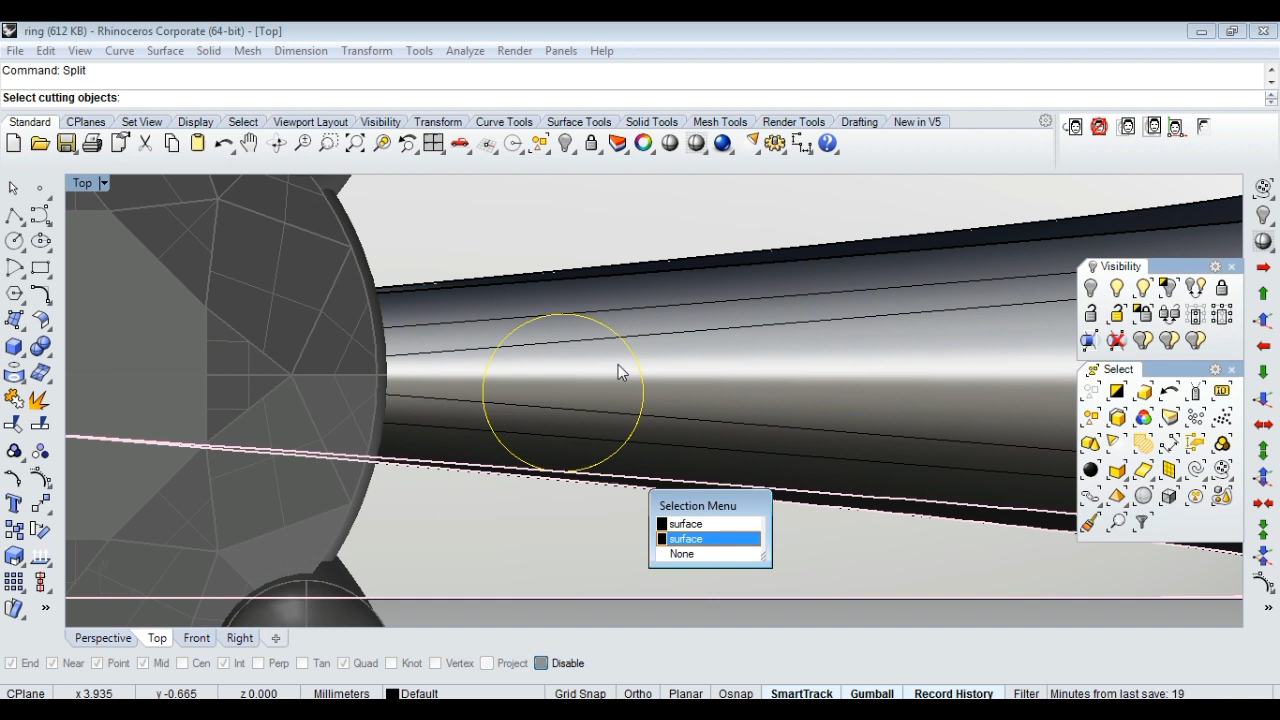 ring (612 KB) - Rhinoceros Corporate (64-bit) - [Top]
File Edit View Curve Surface Solid Mesh Dimension Transform Tools Analyze Render Panels Help
Command: Split
Select cutting objects:
Standard CPlanes Set View Display Select Viewport Layout Visibility Transform Curve Tools Surface Tools Solid Tools Mesh Tools Render Tools Drafting New in V5
Top
Visibility
Select
Selection Menu
surface
surface
None
Perspective Top Front Right
End Near Point Mid Cen Int Perp Tan Quad Knot Vertex Project Disable
CPlane x 3.935 y -0.665 z 0.000 Millimeters Default Grid Snap Ortho Planar Osnap SmartTrack Gumball Record History Filter Minutes from last save: 19